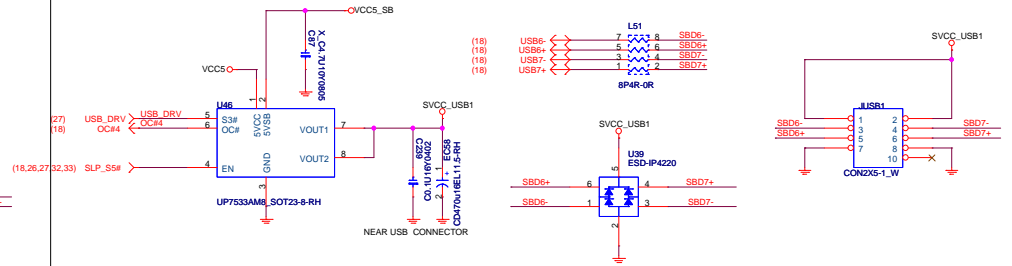 VCC5_SB
X_C4.7U10Y0805
C87
VCC5
U46
1
2
5VCC
5VSB
(27)
USB_DRV
USB_DRV
5
S3#
(18)
OC#4
OC#4
6
OC#
VOUT1
7
VOUT2
8
(18,26,27,32,33)
SLP_S5#
4
EN
GND
3
UP7533AM8_SOT23-8-RH
SVCC_USB1
C239
C0.1U16Y0402
EC58
+
1
2
CD470u16EL11.5-RH
NEAR USB CONNECTOR
L51
(18) USB6- 7 8 SBD6-
(18) USB6+ 5 6 SBD6+
(18) USB7- 3 4 SBD7-
(18) USB7+ 1 2 SBD7+
8P4R-0R
SVCC_USB1
U39
ESD-IP4220
5
SBD6+ 6 4 SBD7+
SBD6- 1 3 SBD7-
2
SVCC_USB1
JUSB1
1 2
SBD6- 3 4 SBD7-
SBD6+ 5 6 SBD7+
7 8
10
CON2X5-1_W